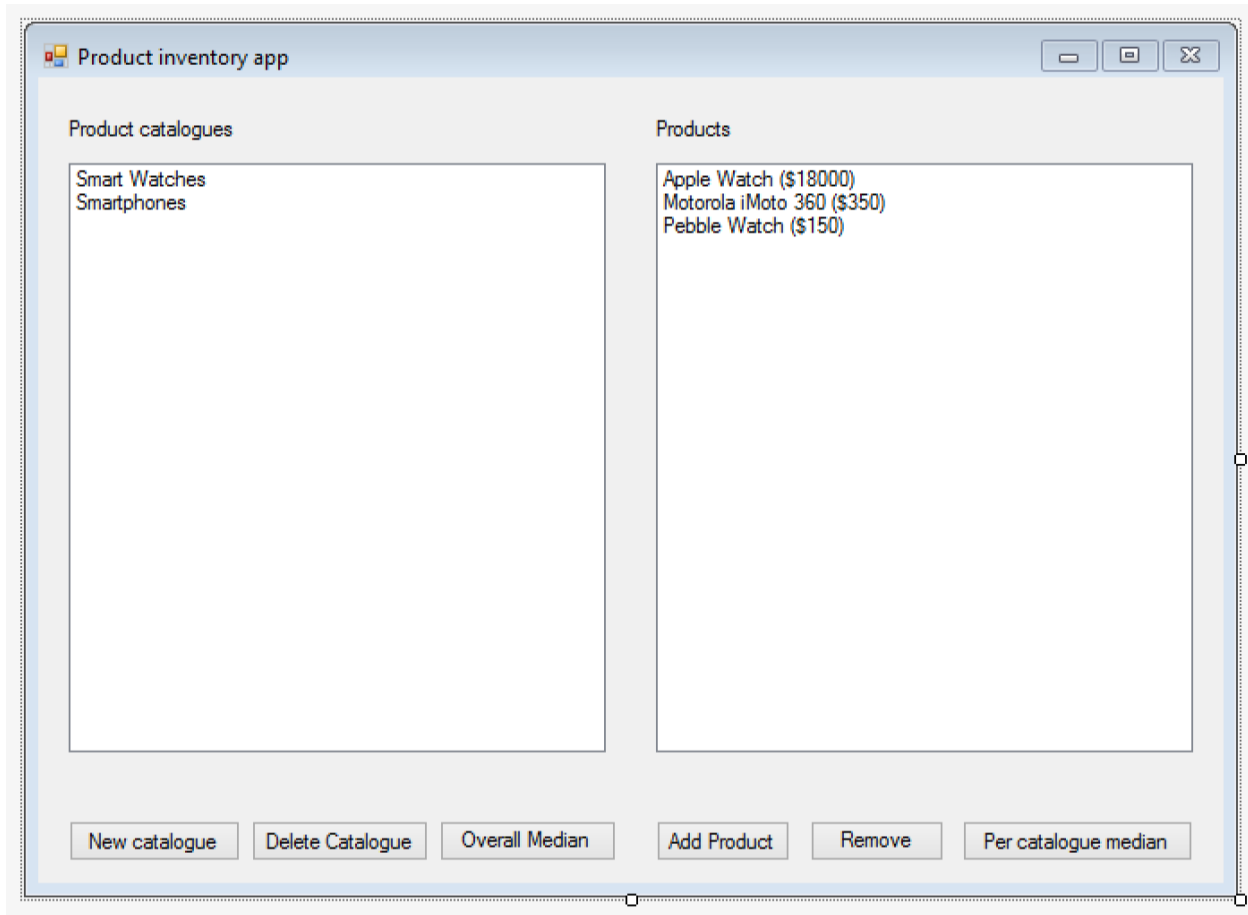 Product inventory app
Product catalogues
Smart Watches
Smartphones
Products
Apple Watch ($18000)
Motorola iMoto 360 ($350)
Pebble Watch ($150)
New catalogue
Delete Catalogue
Overall Median
Add Product
Remove
Per catalogue median